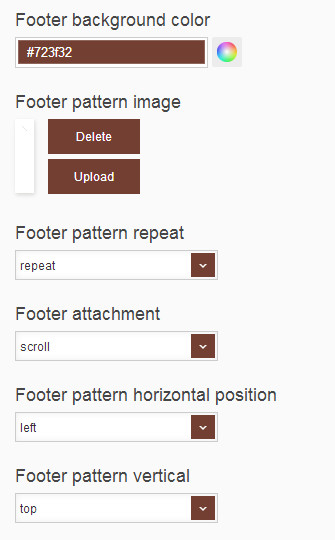 Footer background color
#723f32
Footer pattern image
Delete
Upload
Footer pattern repeat
repeat
Footer attachment
scroll
Footer pattern horizontal position
left
Footer pattern vertical
top